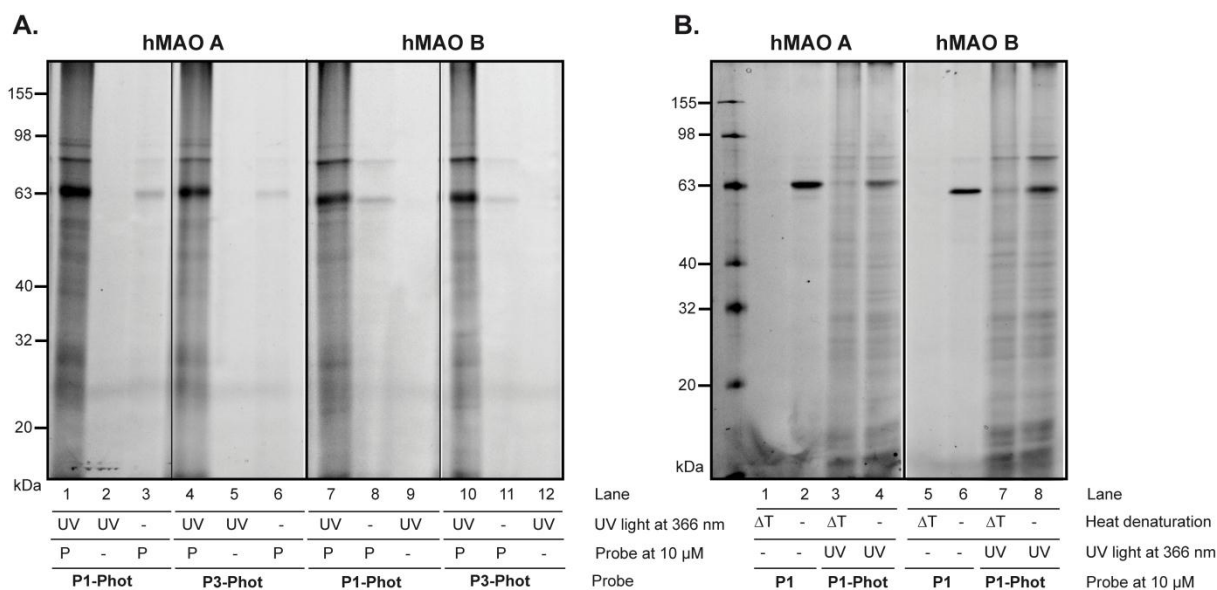 A.
hMAO A hMAO B
155
98
63
40
32
20
kDa
1 2 3 4 5 6 7 8 9 10 11 12 Lane
UV UV - UV UV - UV - UV UV - UV UV light at 366 nm
P - P P - P P P - P P - Probe at 10 µM
P1-Phot P3-Phot P1-Phot P3-Phot Probe
B.
hMAO A hMAO B
155
98
63
40
32
20
kDa
1 2 3 4 5 6 7 8 Lane
ΔT - ΔT - ΔT - ΔT - Heat denaturation
- - UV UV - - UV UV UV light at 366 nm
P1 P1-Phot P1 P1-Phot Probe at 10 µM